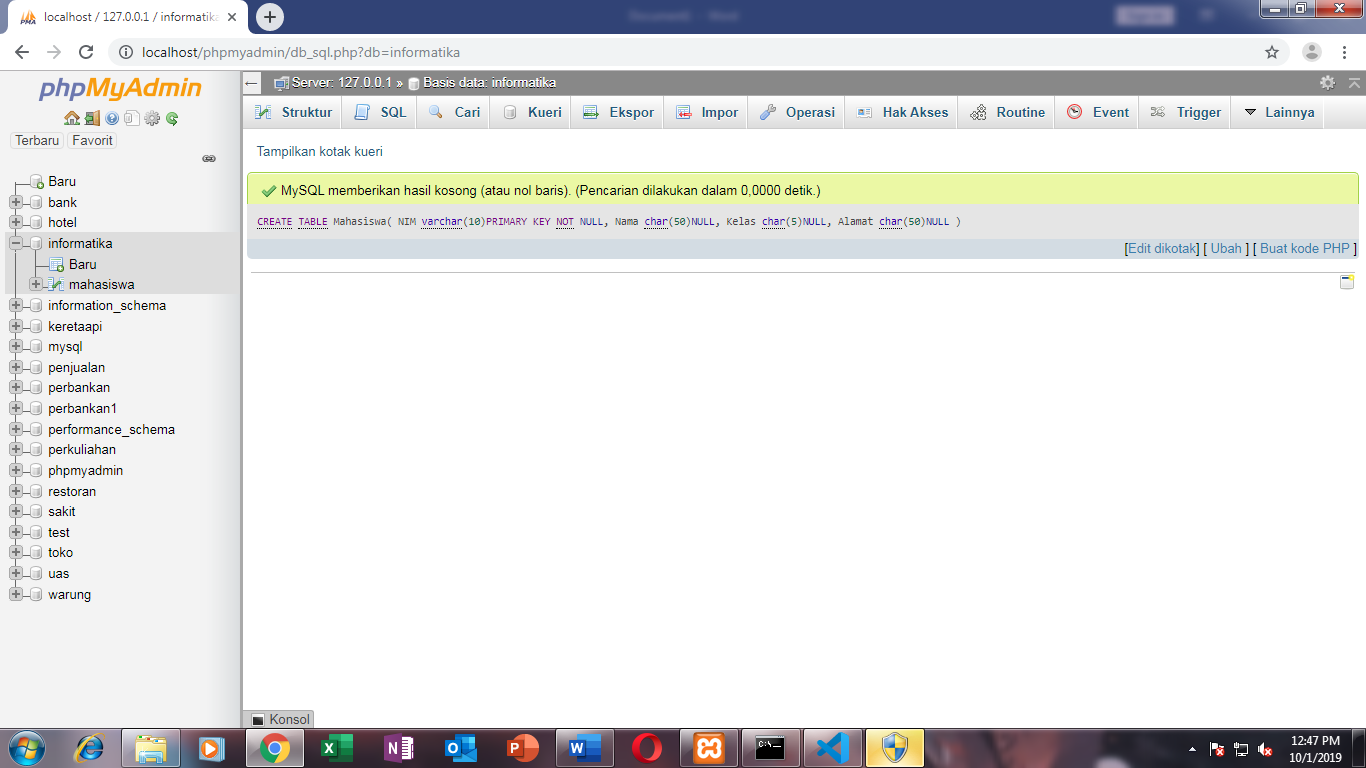 localhost / 127.0.0.1 / informatika
localhost/phpmyadmin/db_sql.php?db=informatika
phpMyAdmin
Terbaru Favorit
Baru
bank
hotel
informatika
Baru
mahasiswa
information_schema
keretaapi
mysql
penjualan
perbankan
perbankan1
performance_schema
perkuliahan
phpmyadmin
restoran
sakit
test
toko
uas
warung
Server: 127.0.0.1 » Basis data: informatika
Struktur SQL Cari Kueri Ekspor Impor Operasi Hak Akses Routine Event Trigger Lainnya
Tampilkan kotak kueri
MySQL memberikan hasil kosong (atau nol baris). (Pencarian dilakukan dalam 0,0000 detik.)
CREATE TABLE Mahasiswa( NIM varchar(10)PRIMARY KEY NOT NULL, Nama char(50)NULL, Kelas char(5)NULL, Alamat char(50)NULL )
[Edit dikotak] [ Ubah ] [ Buat kode PHP ]
Konsol
12:47 PM
10/1/2019